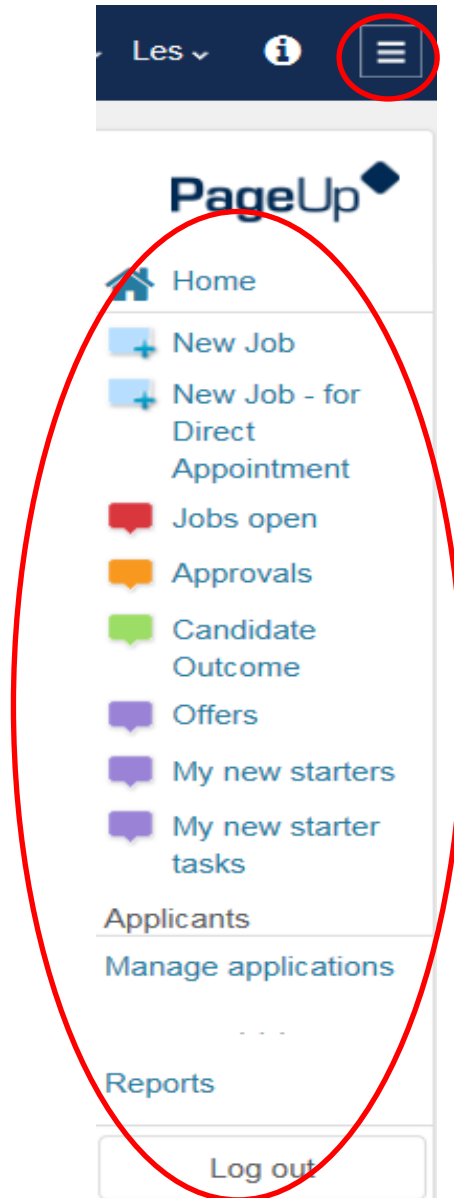 Les
PageUp
Home
New Job
New Job - for
Direct
Appointment
Jobs open
Approvals
Candidate
Outcome
Offers
My new starters
My new starter
tasks
Applicants
Manage applications
. . .
Reports
Log out